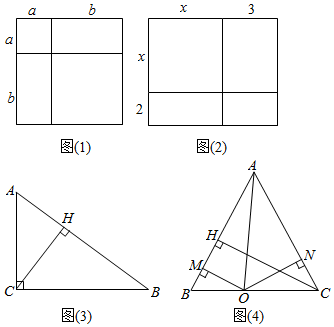 a b x 3
a
b
x
2
图(1) 图(2)
A
H
C B
图(3)
A
H N
M
B O C
图(4)